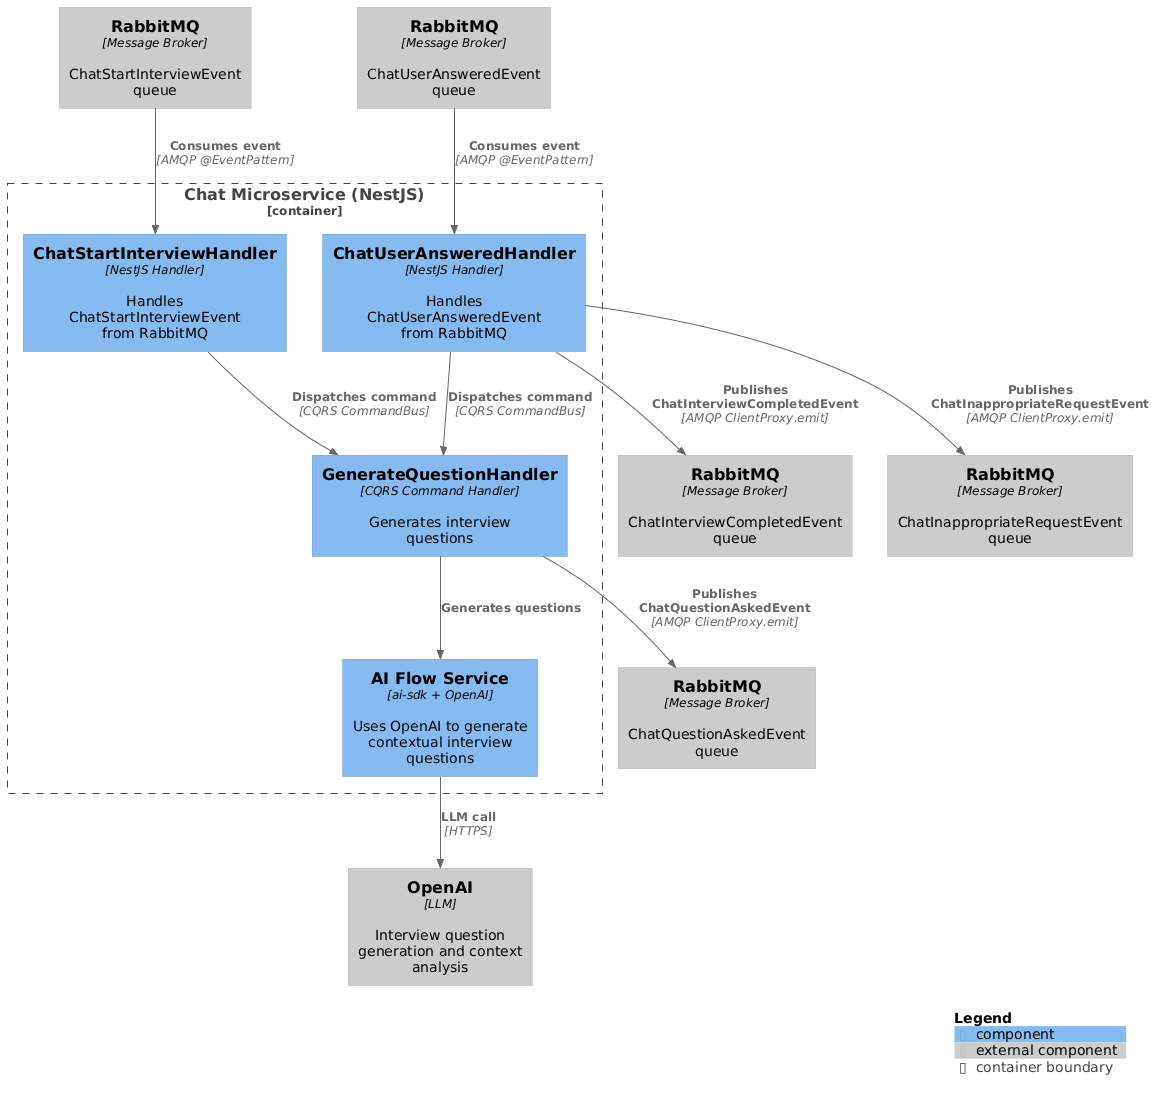 RabbitMQ
[Message Broker]
ChatStartInterviewEvent
queue
RabbitMQ
[Message Broker]
ChatUserAnsweredEvent
queue
Consumes event
[AMQP @EventPattern]
Consumes event
[AMQP @EventPattern]
Chat Microservice (NestJS)
[container]
ChatStartInterviewHandler
[NestJS Handler]
Handles
ChatStartInterviewEvent
from RabbitMQ
ChatUserAnsweredHandler
[NestJS Handler]
Handles
ChatUserAnsweredEvent
from RabbitMQ
Dispatches command
[CQRS CommandBus]
Dispatches command
[CQRS CommandBus]
Publishes
ChatInterviewCompletedEvent
[AMQP ClientProxy.emit]
Publishes
ChatInappropriateRequestEvent
[AMQP ClientProxy.emit]
GenerateQuestionHandler
[CQRS Command Handler]
Generates interview
questions
RabbitMQ
[Message Broker]
ChatInterviewCompletedEvent
queue
RabbitMQ
[Message Broker]
ChatInappropriateRequestEvent
queue
Generates questions
Publishes
ChatQuestionAskedEvent
[AMQP ClientProxy.emit]
AI Flow Service
[ai-sdk + OpenAI]
Uses OpenAI to generate
contextual interview
questions
RabbitMQ
[Message Broker]
ChatQuestionAskedEvent
queue
LLM call
[HTTPS]
OpenAI
[LLM]
Interview question
generation and context
analysis
Legend
component
external component
container boundary